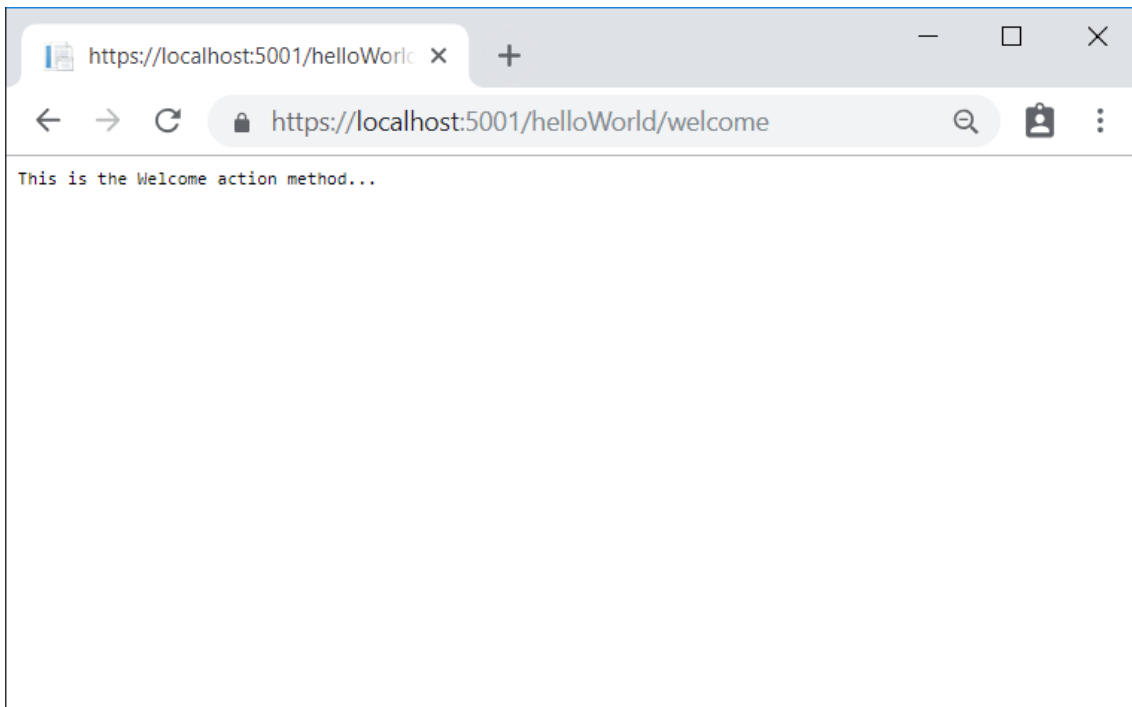 https://localhost:5001/helloWorl
https://localhost:5001/helloWorld/welcome
This is the Welcome action method...